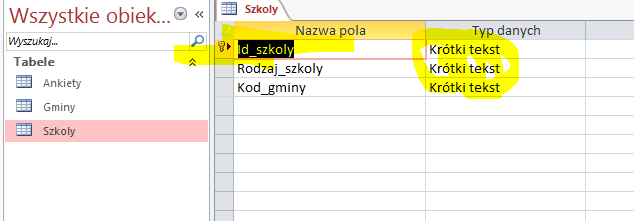 Wszystkie obiek...
Wyszukaj...
Tabele
Ankiety
Gminy
Szkoly
Szkoly
Nazwa pola Typ danych
Id_szkoly Krótki tekst
Rodzaj_szkoly Krótki tekst
Kod_gminy Krótki tekst